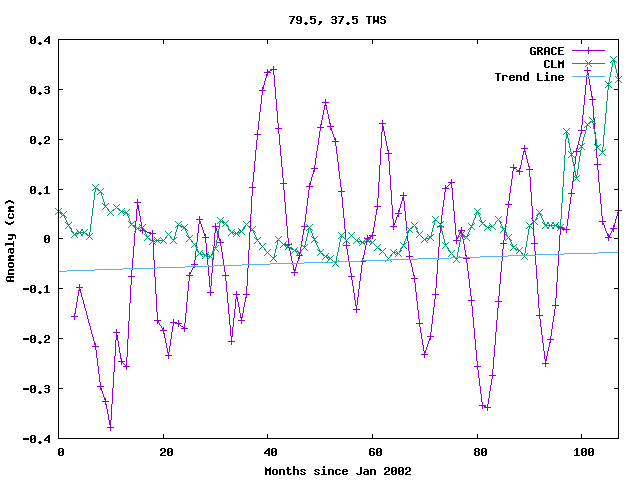 79.5, 37.5 TWS
GRACE
CLM
Trend Line
Anomaly (cm)
0.4
0.3
0.2
0.1
0
-0.1
-0.2
-0.3
-0.4
0 20 40 60 80 100
Months since Jan 2002